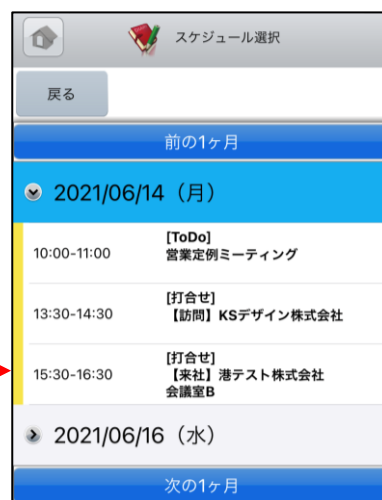 スケジュール選択
戻る
前の1ヶ月
2021/06/14（月）
10:00-11:00
[ToDo]
営業定例ミーティング
13:30-14:30
[打合せ]
【訪問】KSデザイン株式会社
15:30-16:30
[打合せ]
【来社】港テスト株式会社
会議室B
2021/06/16（水）
次の1ヶ月